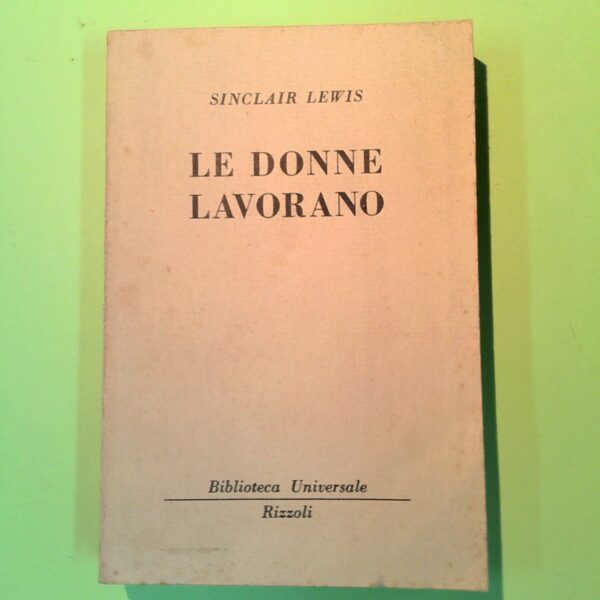 SINCLAIR LEWIS
LE DONNE
LAVORANO
Biblioteca Universale
Rizzoli